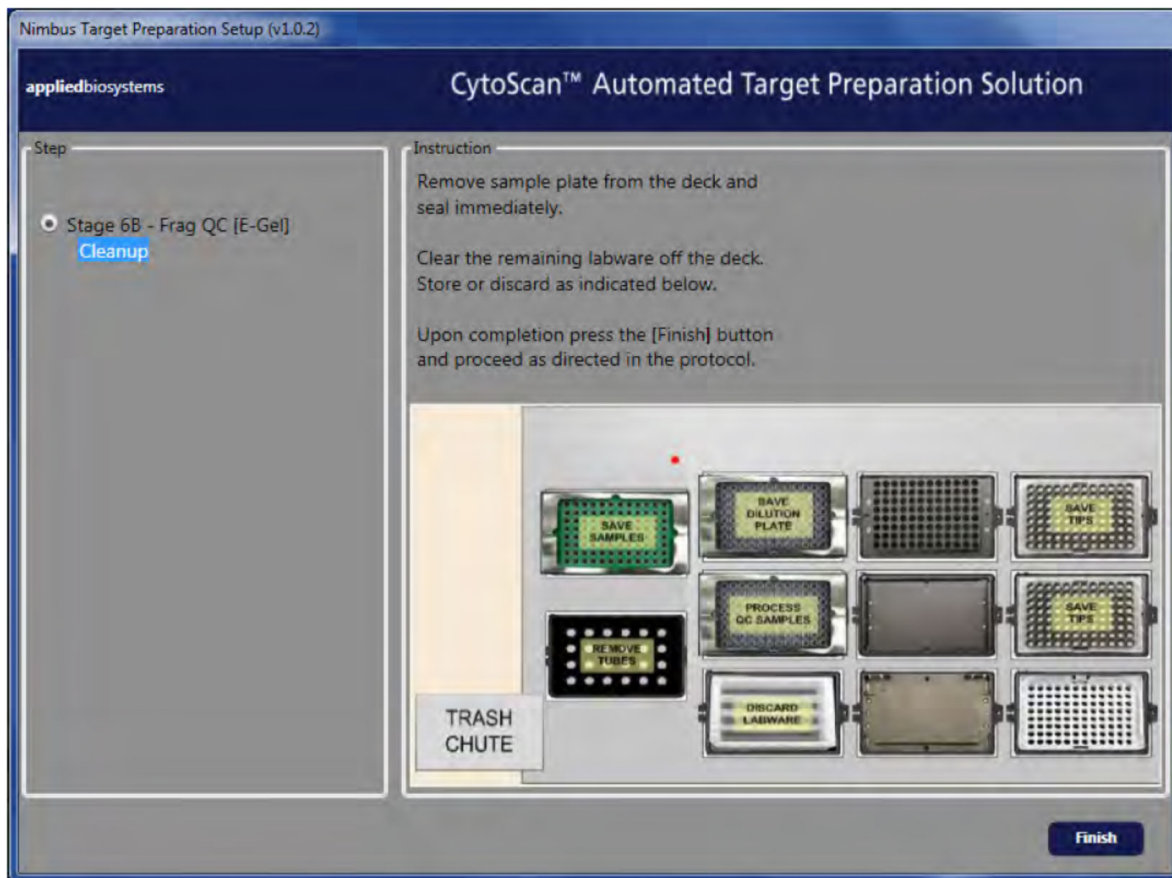 Nimbus Target Preparation Setup (v1.0.2)
appliedbiosystems
CytoScan™ Automated Target Preparation Solution
Step
Stage 6B - Frag QC [E-Gel]
Cleanup
Instruction
Remove sample plate from the deck and
seal immediately.
Clear the remaining labware off the deck.
Store or discard as indicated below.
Upon completion press the [Finish] button
and proceed as directed in the protocol.
SAVE
SAMPLES
SAVE
DILUTION
PLATE
SAVE
TIPS
REMOVE
TUBES
PROCESS
QC SAMPLES
SAVE
TIPS
DISCARD
LABWARE
TRASH
CHUTE
Finish